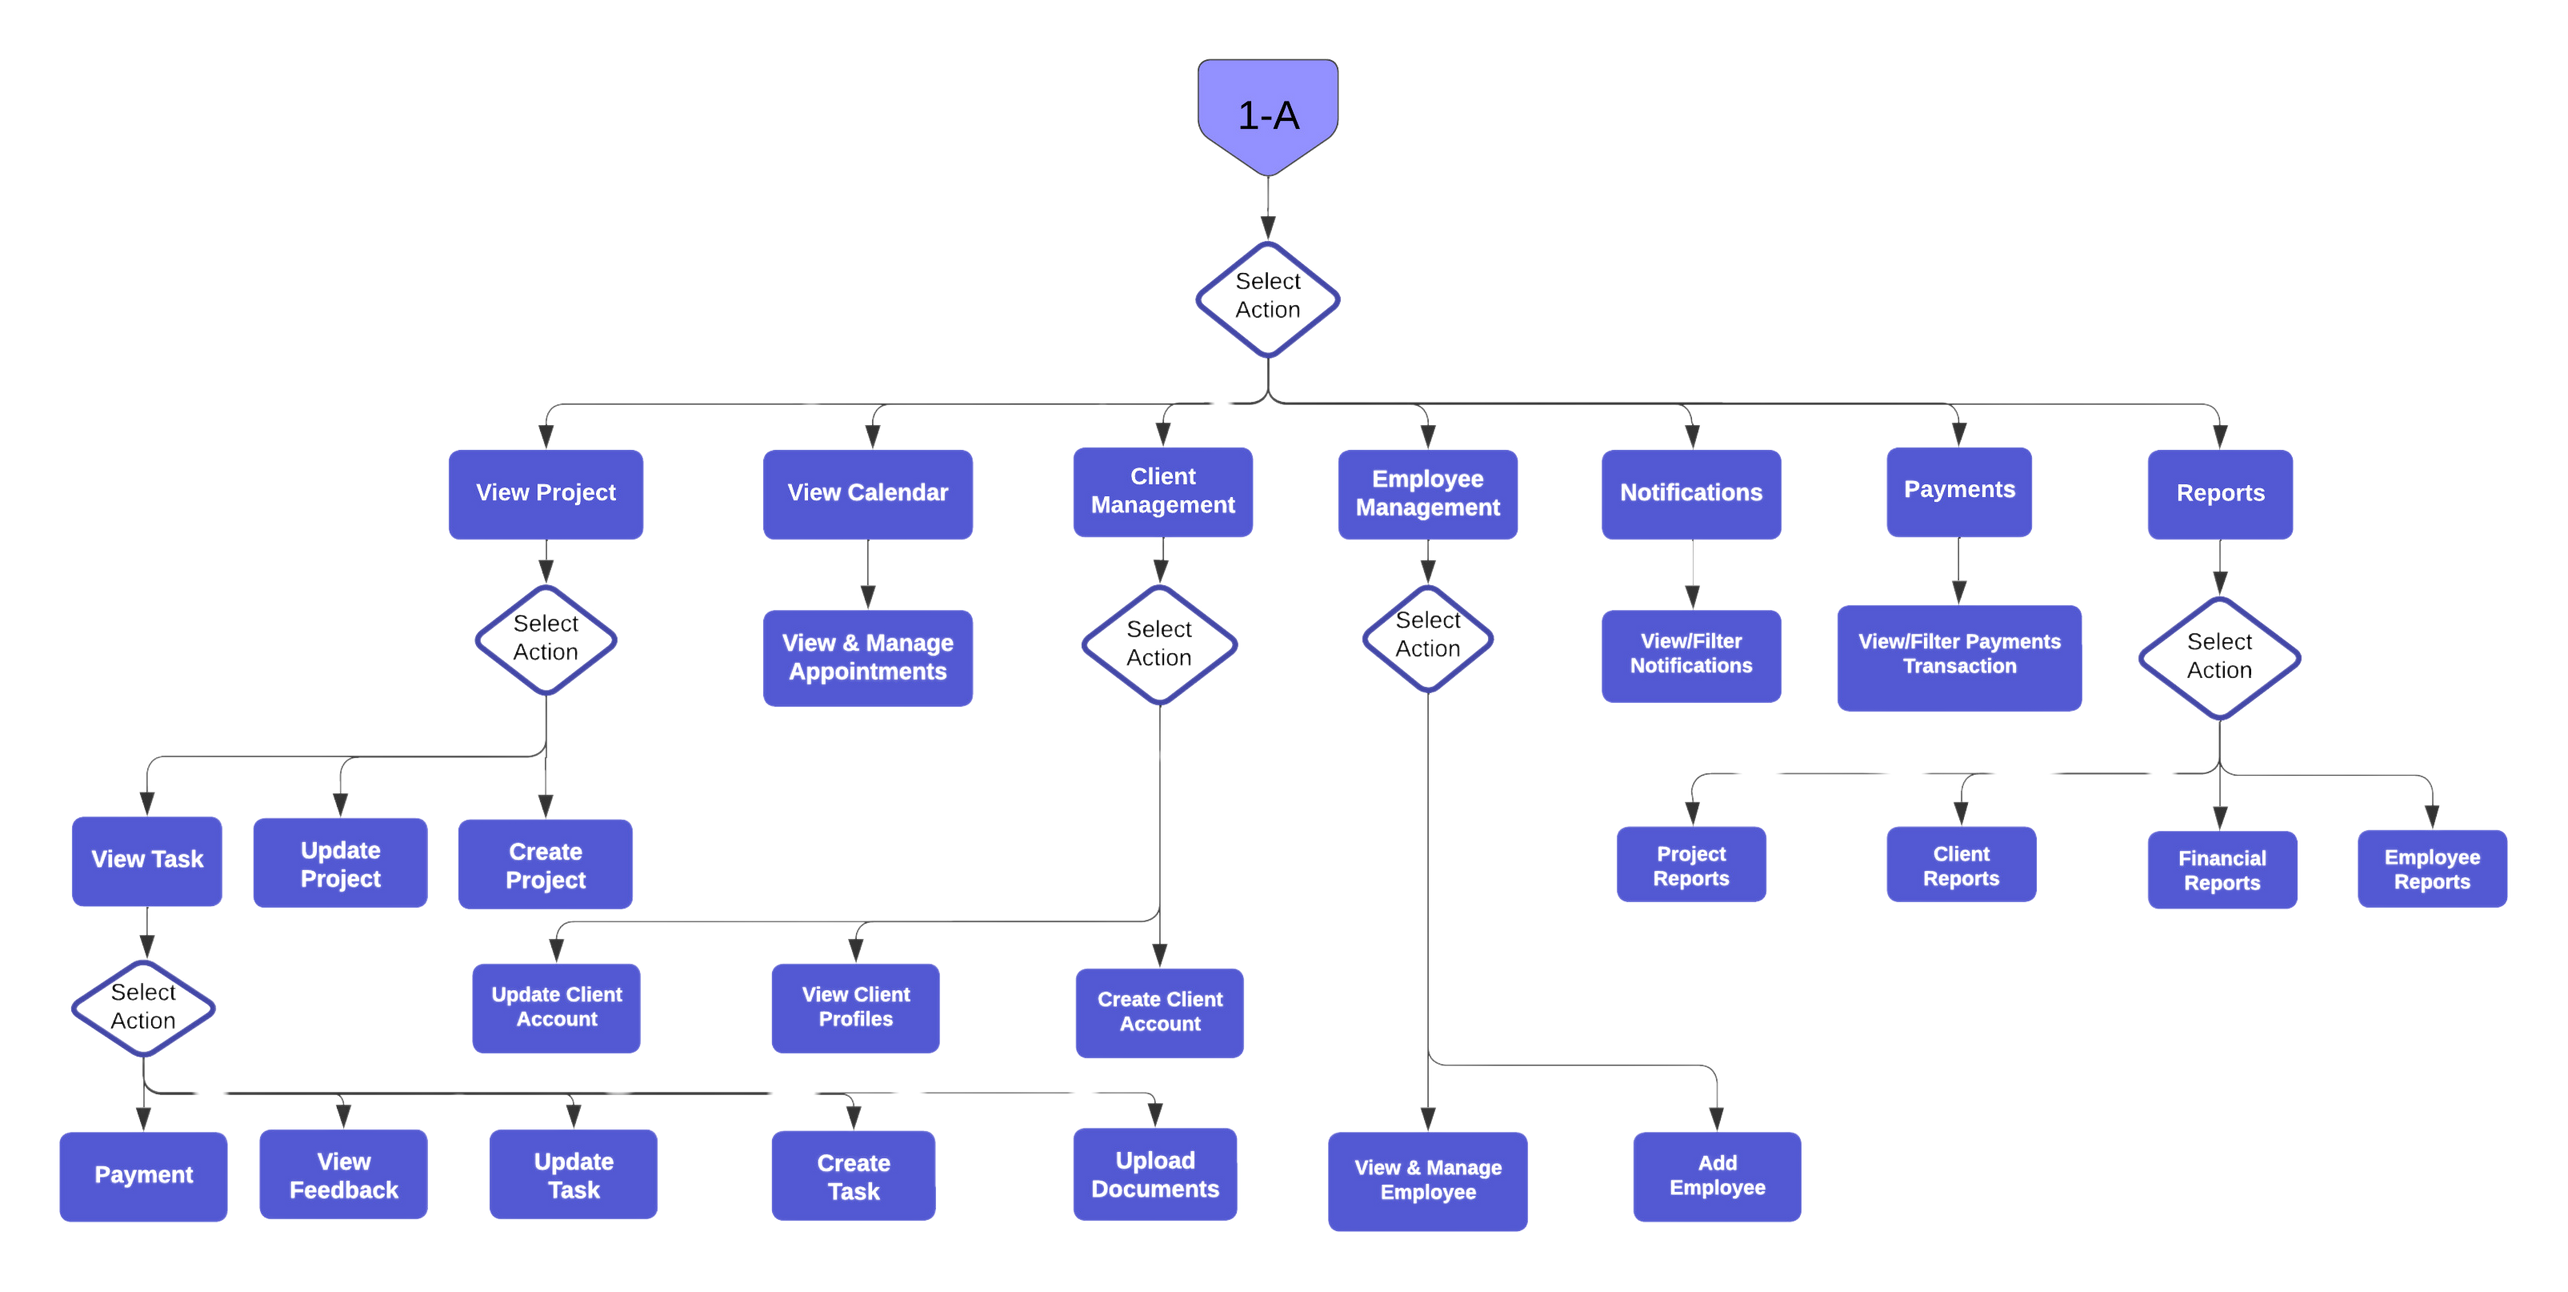 1-A
Select
Action
View Project
View Calendar
Client
Management
Employee
Management
Notifications
Payments
Reports
Select
Action
View & Manage
Appointments
Select
Action
Select
Action
View/Filter
Notifications
View/Filter Payments
Transaction
Select
Action
View Task
Update
Project
Create
Project
Project
Reports
Client
Reports
Financial
Reports
Employee
Reports
Select
Action
Update Client
Account
View Client
Profiles
Create Client
Account
Payment
View
Feedback
Update
Task
Create
Task
Upload
Documents
View & Manage
Employee
Add
Employee